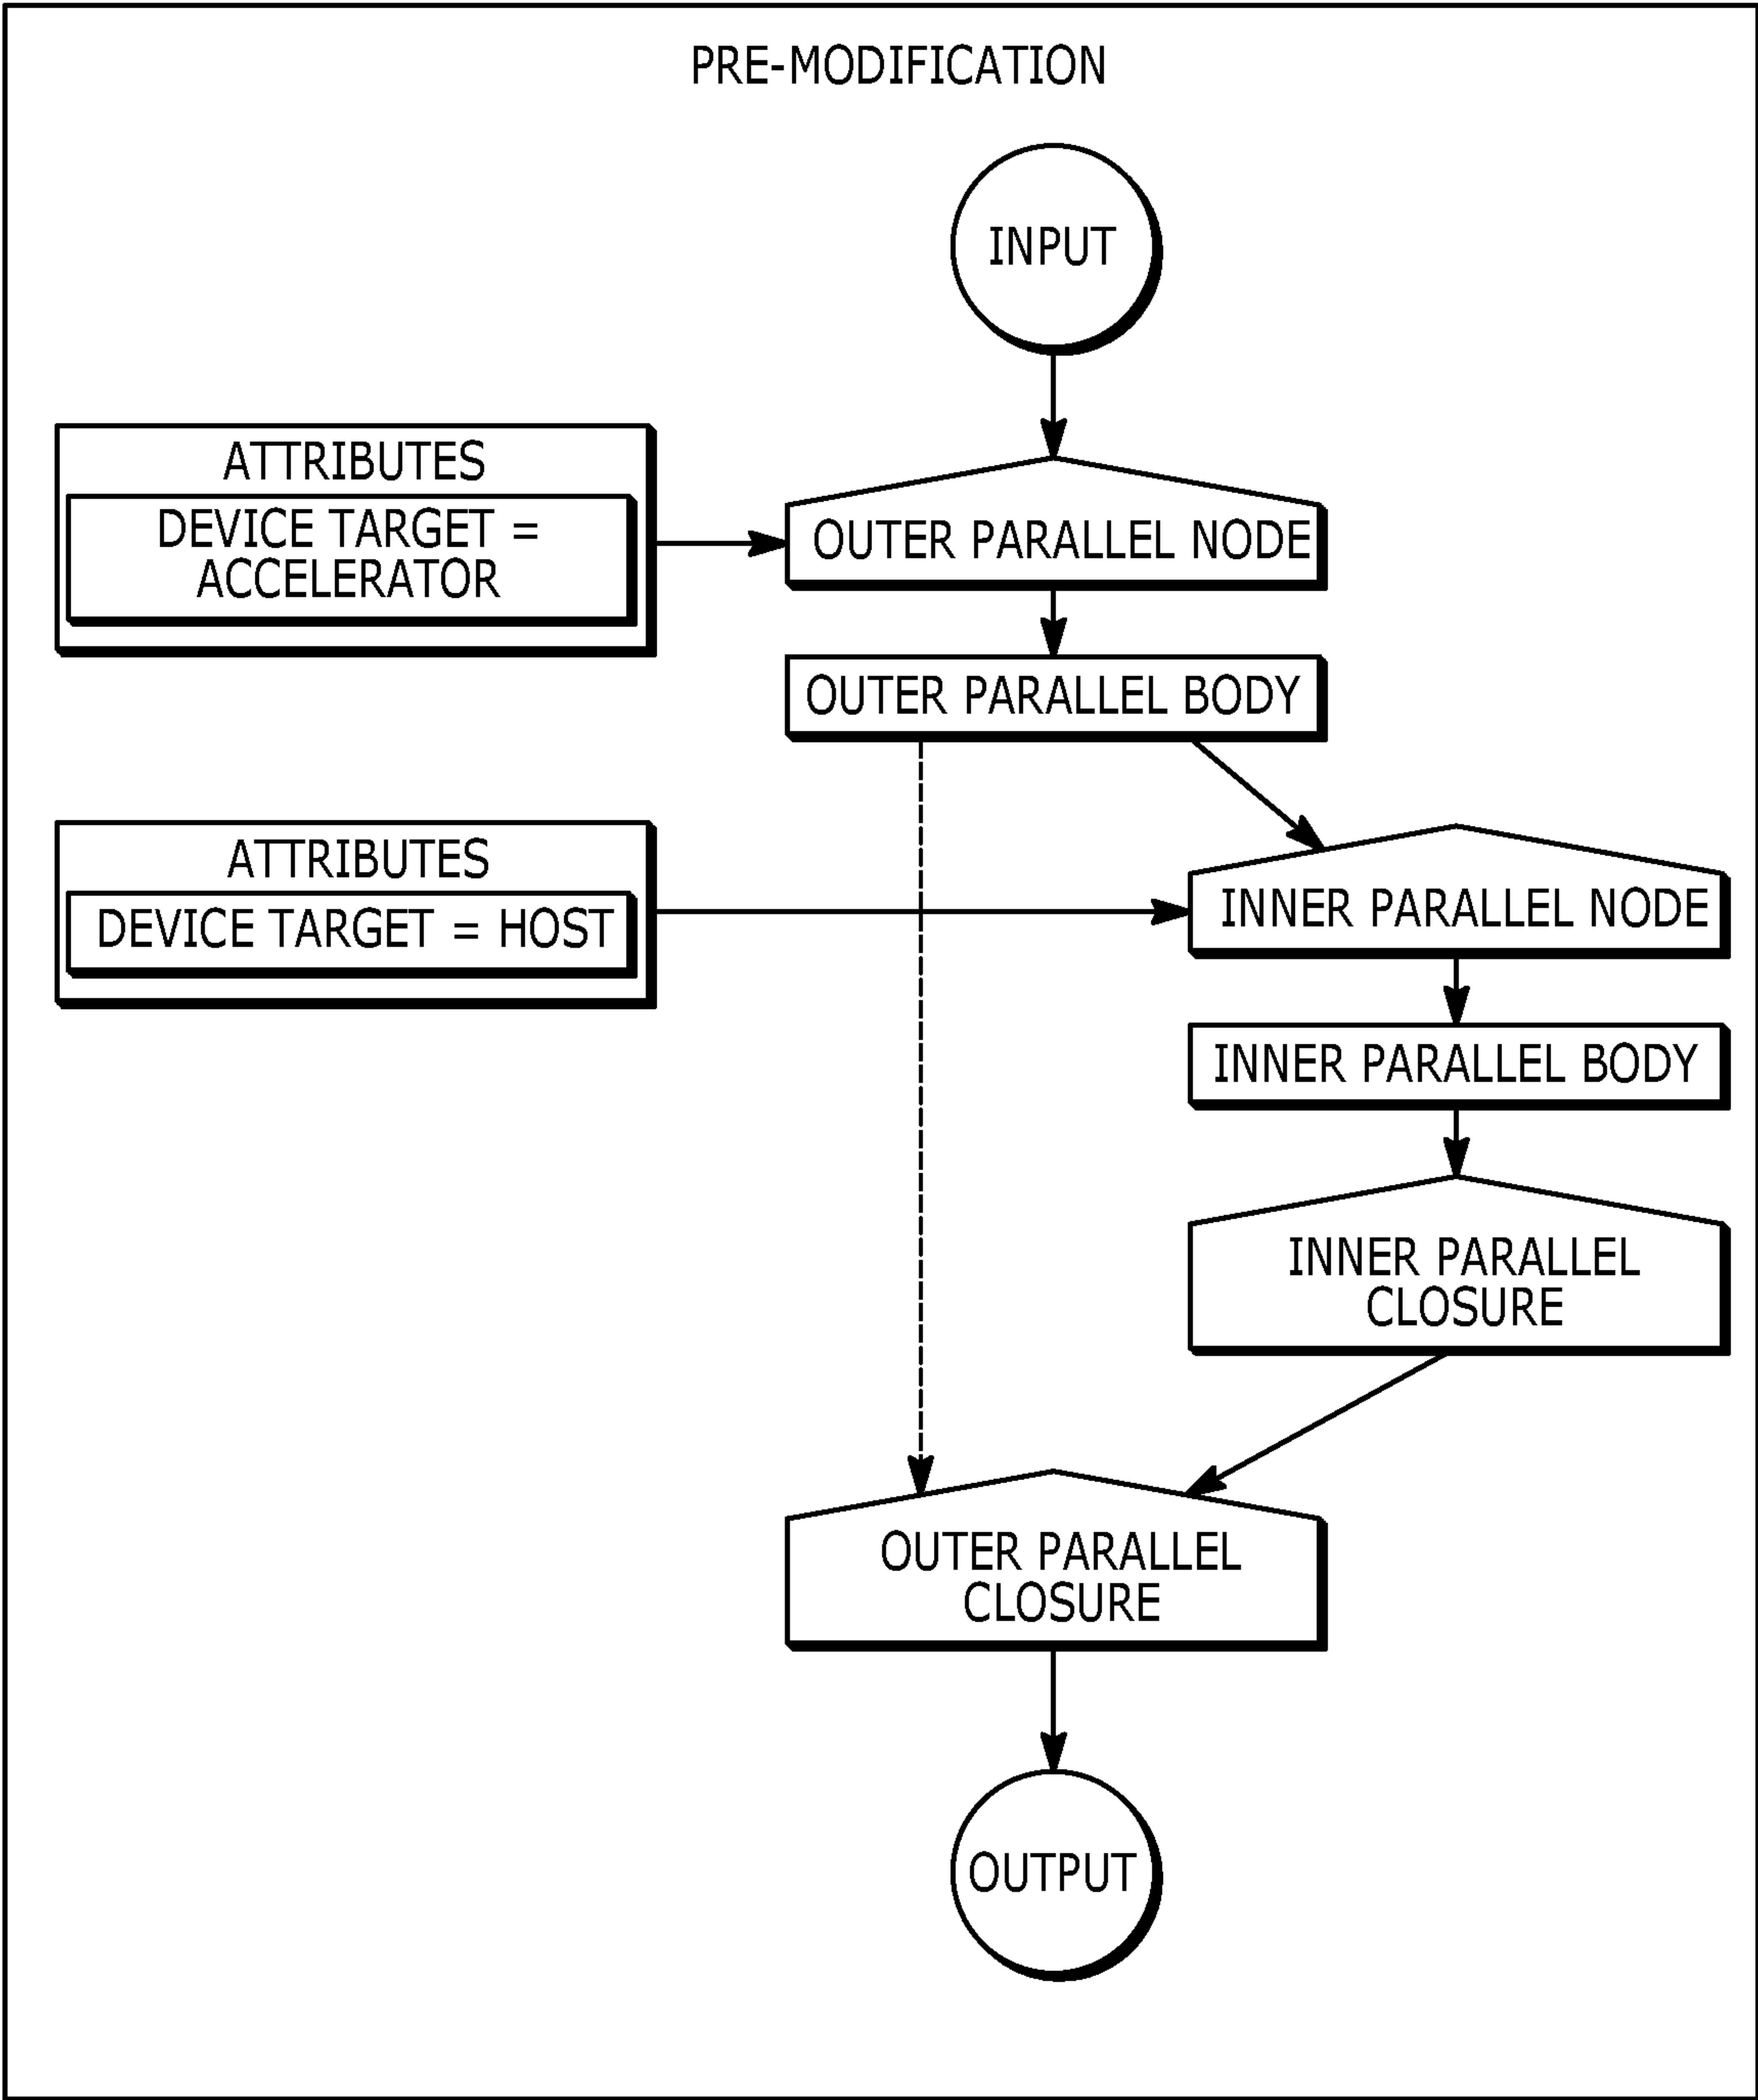 PRE-MODIFICATION
INPUT
ATTRIBUTES
DEVICE TARGET =
ACCELERATOR
OUTER PARALLEL NODE
OUTER PARALLEL BODY
ATTRIBUTES
DEVICE TARGET = HOST
INNER PARALLEL NODE
INNER PARALLEL BODY
INNER PARALLEL
CLOSURE
OUTER PARALLEL
CLOSURE
OUTPUT